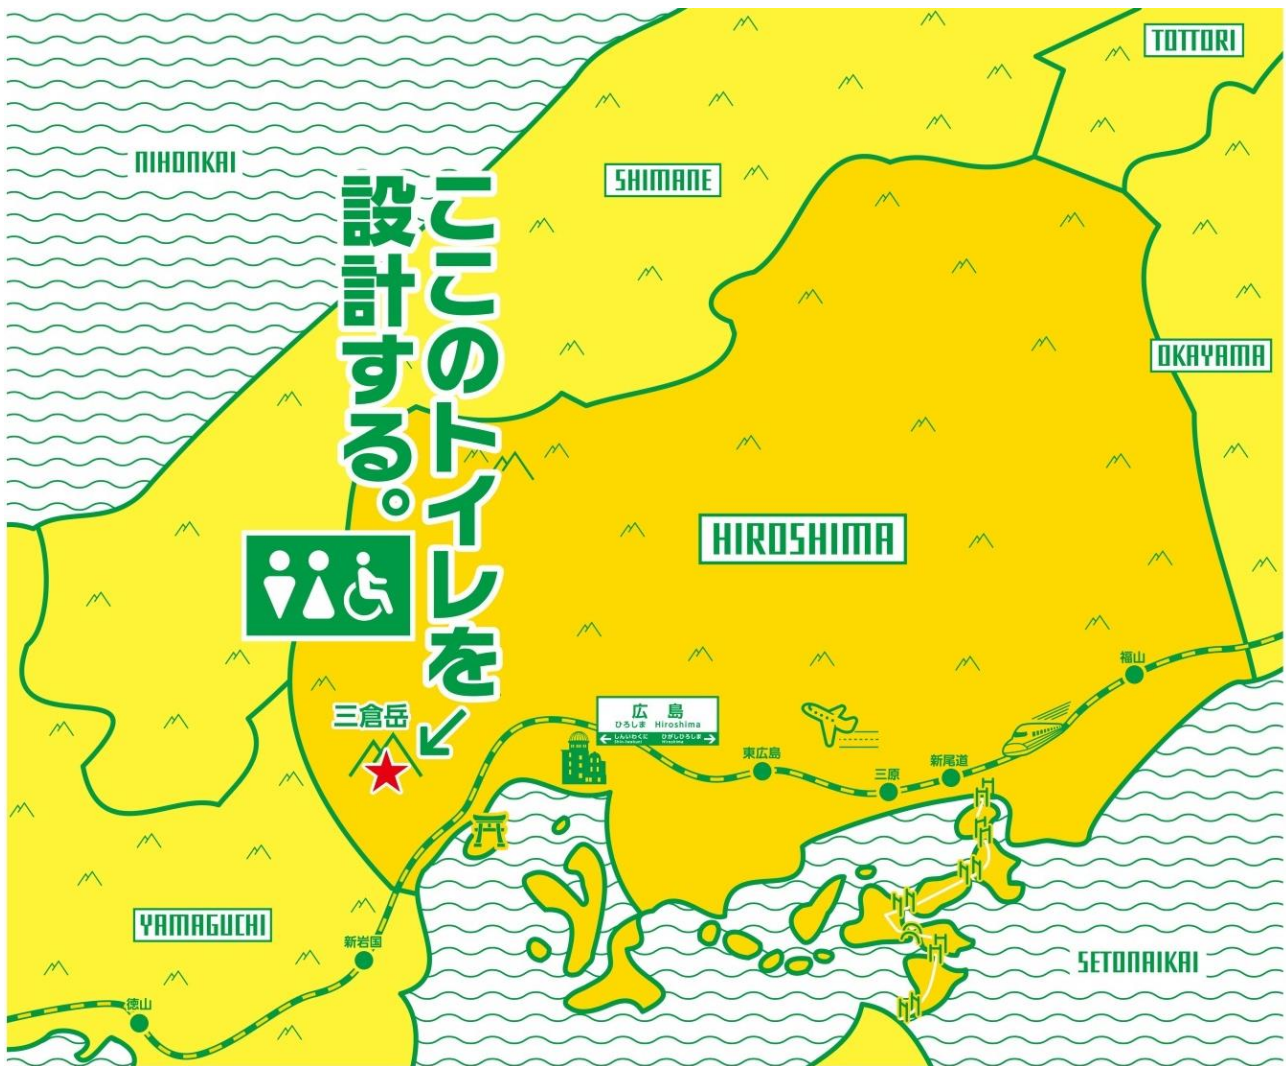 TOTTORI
NIHONKAI
SHIMANE
ここのトイレを
設計する。
OKAYAMA
HIROSHIMA
福山
三倉岳
広島
ひろしま Hiroshima
しんいわくに
ひがしひろしま
東広島
三原
新尾道
YAMAGUCHI
新岩国
SETONAIKAI
徳山